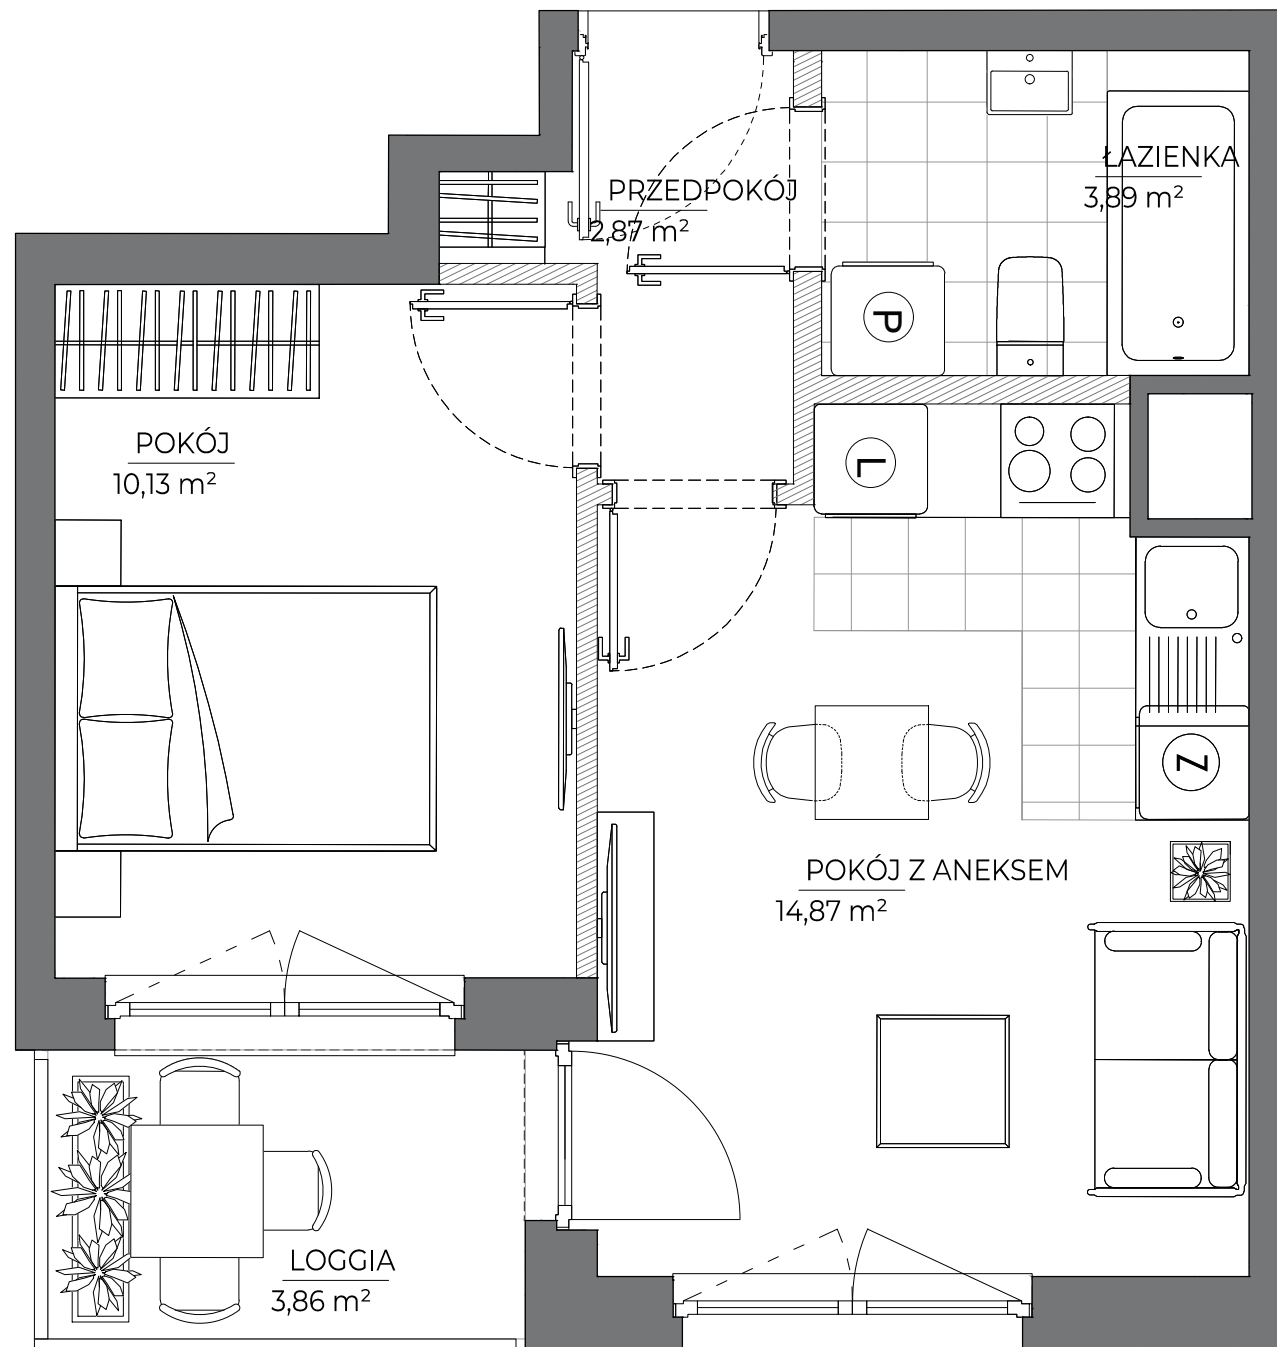 PRZEDPOKÓJ
2,87 m²
ŁAZIENKA
3,89 m²
P
POKÓJ
10,13 m²
L
Z
POKÓJ Z ANEKSEM
14,87 m²
LOGGIA
3,86 m²